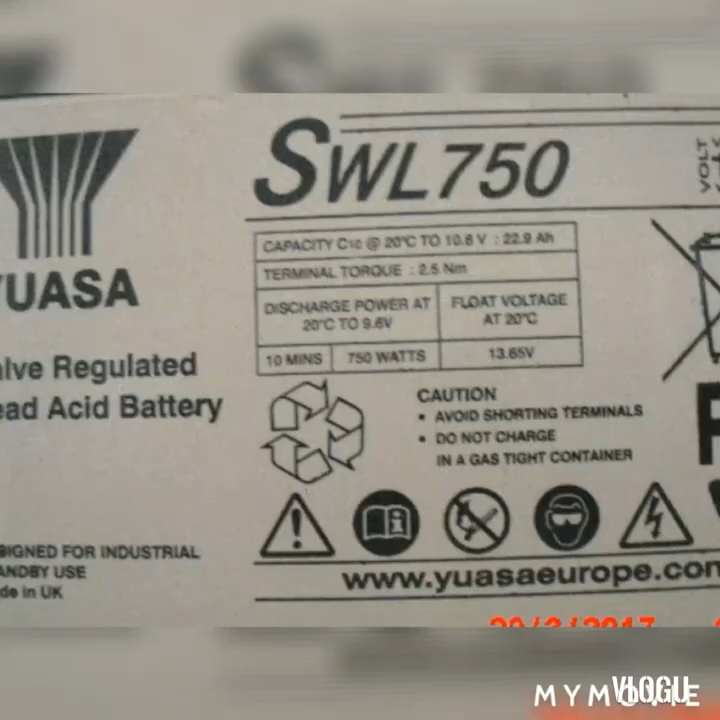 YUASA
SWL750
VOLT
CAPACITY C10 @ 20°C TO 10.8 V : 22.9 Ah
TERMINAL TORQUE : 2.5 Nm
DISCHARGE POWER AT
20°C TO 9.6V
FLOAT VOLTAGE
AT 20°C
10 MINS 750 WATTS 13.65V
alve Regulated
ead Acid Battery
CAUTION
• AVOID SHORTING TERMINALS
• DO NOT CHARGE
IN A GAS TIGHT CONTAINER
SIGNED FOR INDUSTRIAL
ANDBY USE
de in UK
www.yuasaeurope.com
MYMOVIE
VLOGU